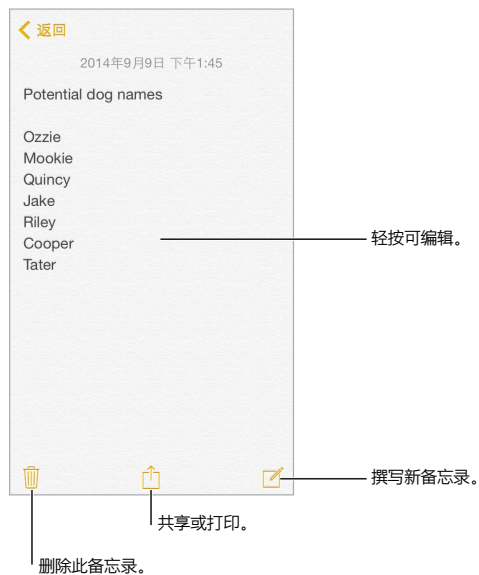 返回
2014年9月9日 下午1:45
Potential dog names
Ozzie
Mookie
Quincy
Jake
Riley
Cooper
Tater
轻按可编辑。
撰写新备忘录。
共享或打印。
删除此备忘录。